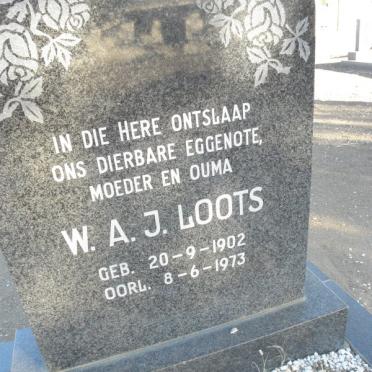 IN DIE HERE ONTSLAAP
ONS DIERBARE EGGENOTE,
MOEDER EN OUMA
W. A. J. LOOTS
GEB. 20-9-1902
OORL. 8-6-1973